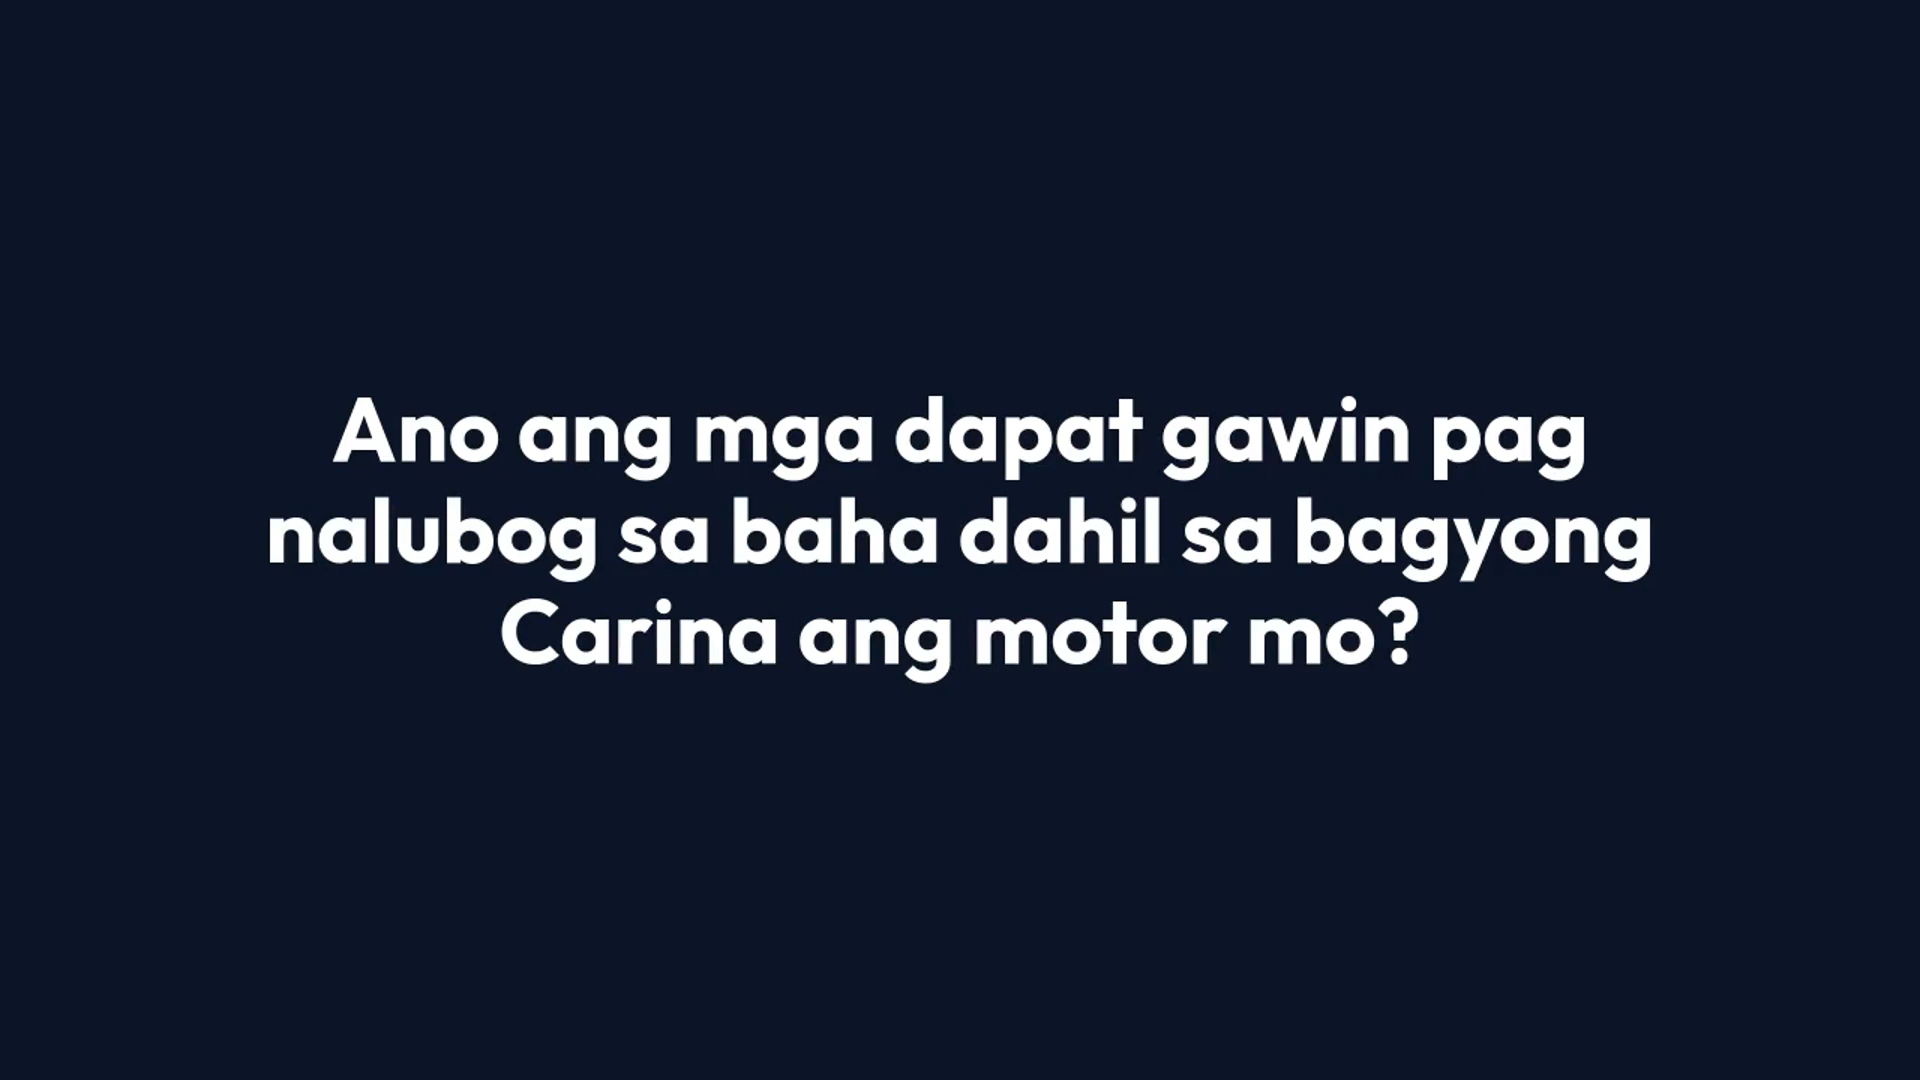 Ano ang mga dapat gawin pag
nalubog sa baha dahil sa bagyong
Carina ang motor mo?